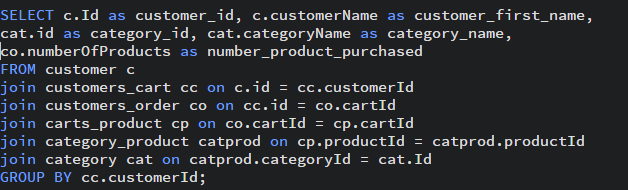 SELECT c.Id as customer_id, c.customerName as customer_first_name,
cat.id as category_id, cat.categoryName as category_name,
co.numberOfProducts as number_product_purchased
FROM customer c
join customers_cart cc on c.id = cc.customerId
join customers_order co on cc.id = co.cartId
join carts_product cp on co.cartId = cp.cartId
join category_product catprod on cp.productId = catprod.productId
join category cat on catprod.categoryId = cat.Id
GROUP BY cc.customerId;